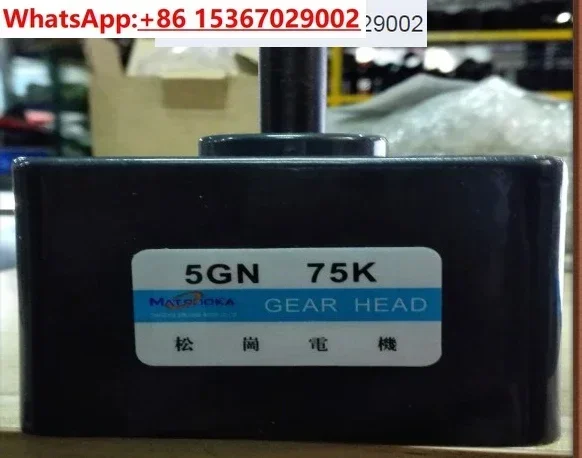 WhatsApp:+86 15367029002
29002
5GN 75K
MATSUOKA GEAR HEAD
松 崗 電 機